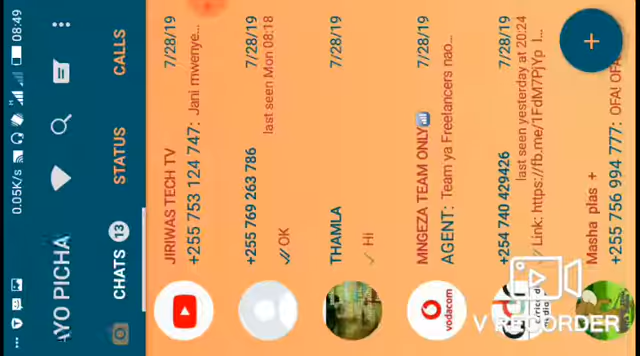 0.05K/s 08:49
AYO PICHA
CHATS 13 STATUS CALLS
JIRIWAS TECH TV 7/28/19
+255 753 124 747: Jani mwenye...
+255 769 263 786 7/28/19
last seen Mon 08:18
OK
THAMLA 7/28/19
Hi
MNGEZA TEAM ONLY 7/28/19
AGENT: Team ya Freelancers nao...
+254 740 429426 7/28/19
last seen yesterday at 20:24
Link: https://fb.me/1FdM7PjYp l...
Masha plas +
+255 756 994 777: OFA! OFA
vodacom
V RECORDER